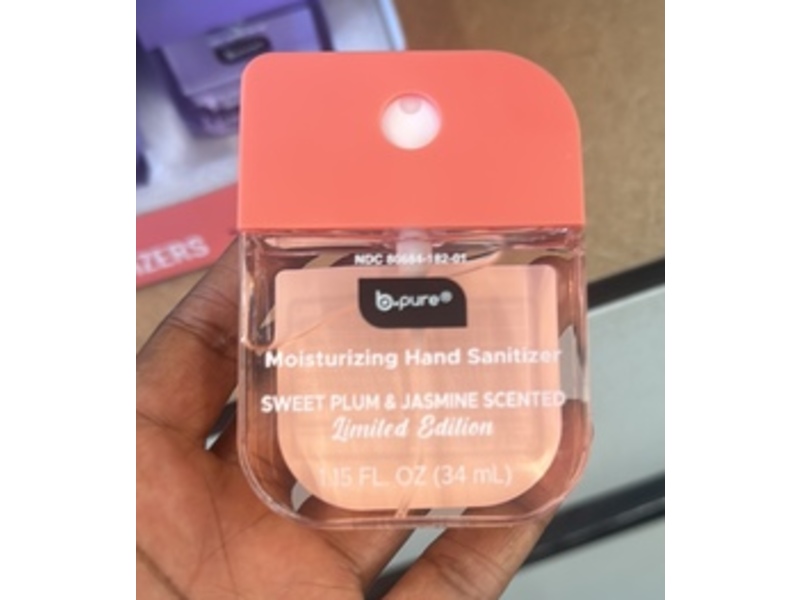 NDC 80684-182-01
b.pure®
Moisturizing Hand Sanitizer
SWEET PLUM & JASMINE SCENTED
Limited Edition
1.15 FL. OZ (34 mL)